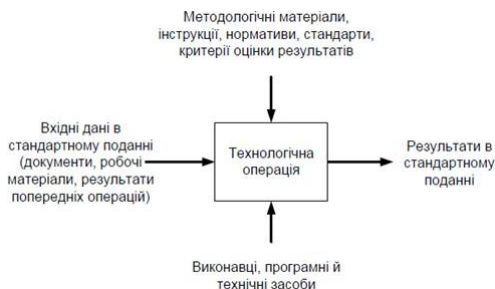 Методологічні матеріали,
інструкції, нормативи, стандарти,
критерії оцінки результатів
Вхідні дані в
стандартному поданні
(документи, робочі
матеріали, результати
попередніх операцій)
Технологічна
операція
Результати в
стандартному
поданні
Виконавці, програмні й
технічні засоби